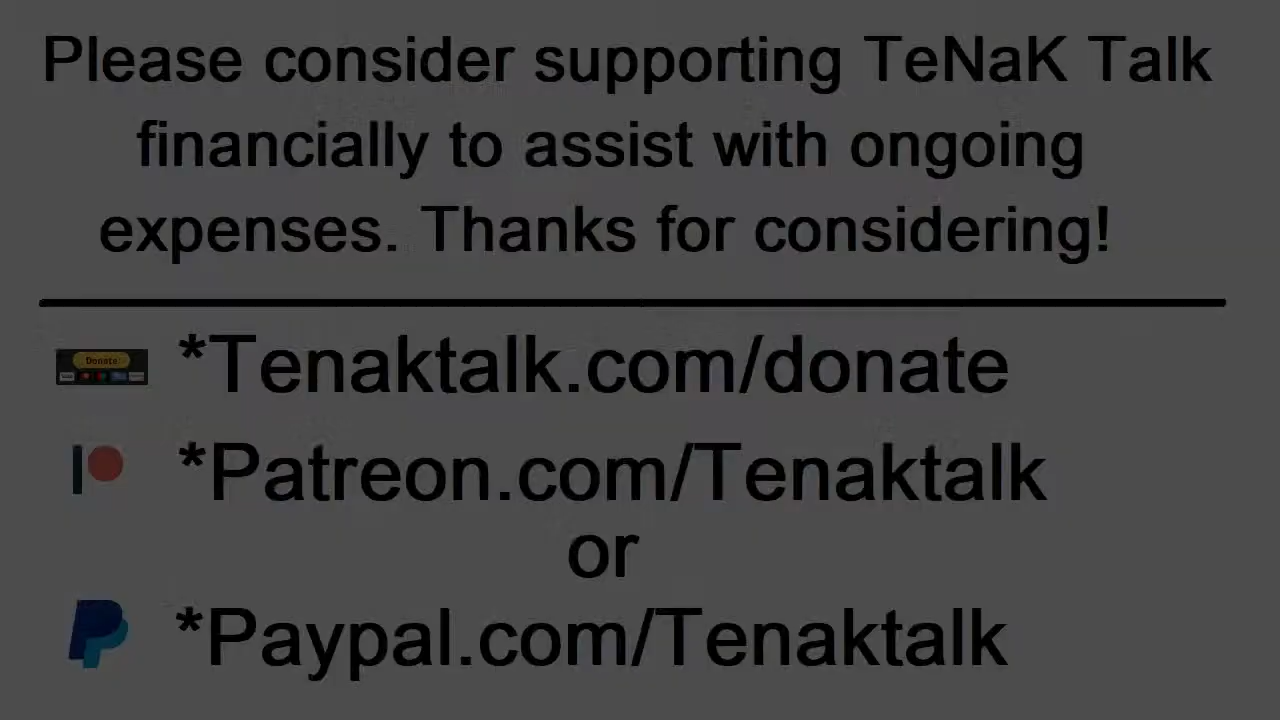 Please consider supporting TeNaK Talk
financially to assist with ongoing
expenses. Thanks for considering!
Donate
*Tenaktalk.com/donate
*Patreon.com/Tenaktalk
or
*Paypal.com/Tenaktalk